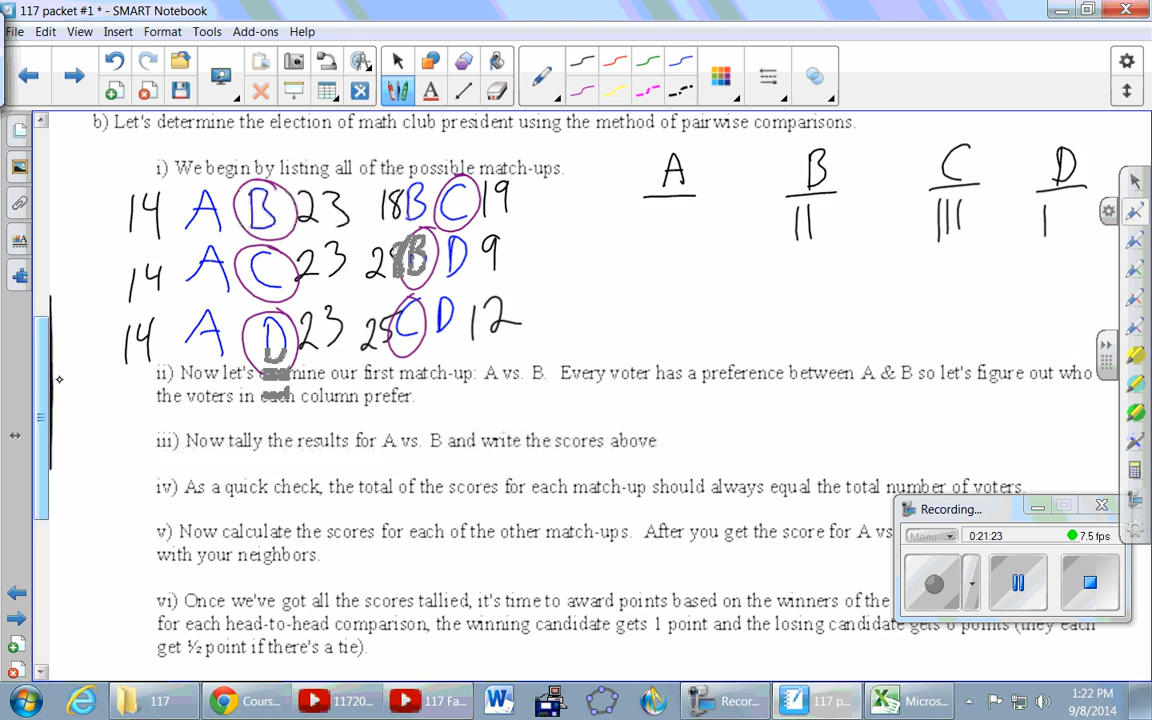 117 packet #1 * - SMART Notebook
File Edit View Insert Format Tools Add-ons Help
b) Let's determine the election of math club president using the method of pairwise comparisons.
i) We begin by listing all of the possible match-ups.
A B C D
II III I
14 A B 23 18 B C 19
14 A C 23 28 B D 9
14 A D 23 25 C D 12
ii) Now let's examine our first match-up: A vs. B. Every voter has a preference between A & B so let's figure out who
the voters in each column prefer.
iii) Now tally the results for A vs. B and write the scores above
iv) As a quick check, the total of the scores for each match-up should always equal the total number of voters.
v) Now calculate the scores for each of the other match-ups. After you get the score for A vs
with your neighbors.
vi) Once we've got all the scores tallied, it's time to award points based on the winners of the
for each head-to-head comparison, the winning candidate gets 1 point and the losing candidate gets 0 points (they each
get ½ point if there's a tie).
Recording...
Menu 0:21:23 7.5 fps
117 Cours... 11720... 117 Fa... Recor... 117 p... Micros...
1:22 PM
9/8/2014